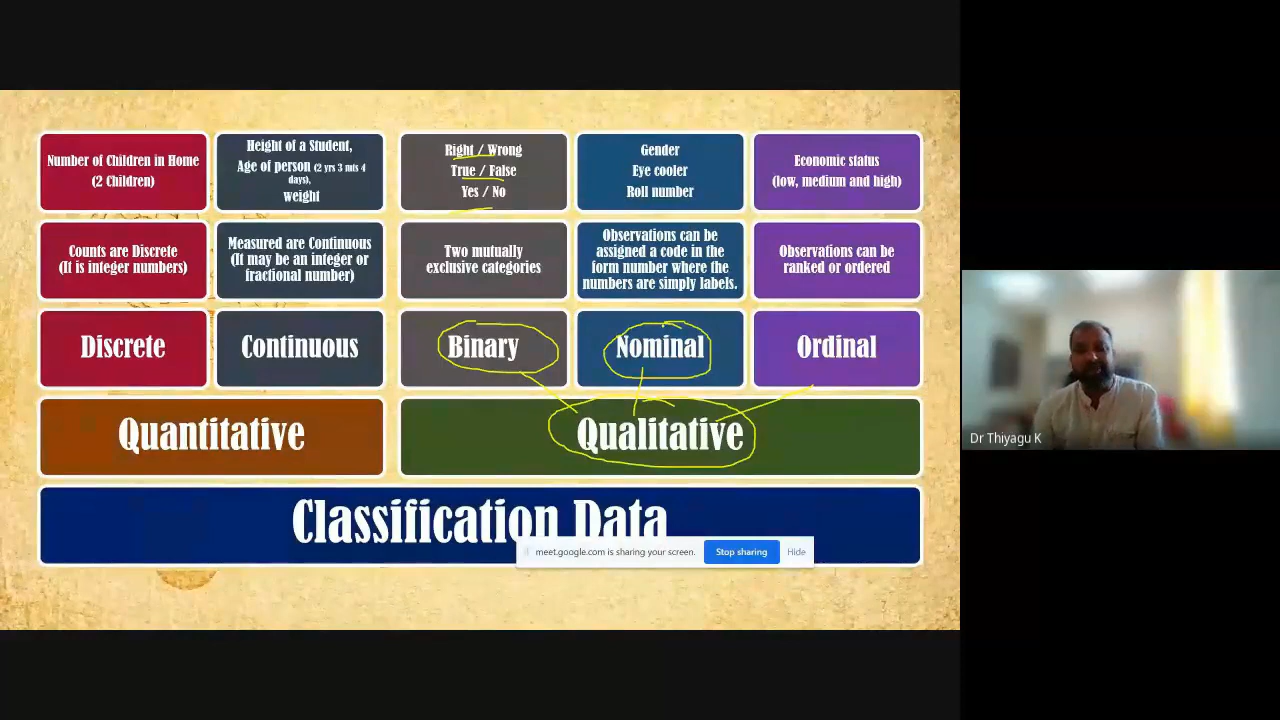 Number of Children in Home
(2 Children)
Height of a Student,
Age of person (2 yrs 3 mts 4
days),
weight
Right / Wrong
True / False
Yes / No
Gender
Eye cooler
Roll number
Economic status
(low, medium and high)
Counts are Discrete
(It is integer numbers)
Measured are Continuous
(It may be an integer or
fractional number)
Two mutually
exclusive categories
Observations can be
assigned a code in the
form number where the
numbers are simply labels.
Observations can be
ranked or ordered
Discrete
Continuous
Binary
Nominal
Ordinal
Quantitative
Qualitative
Classification Data
meet.google.com is sharing your screen.
Stop sharing
Hide
Dr Thiyagu K